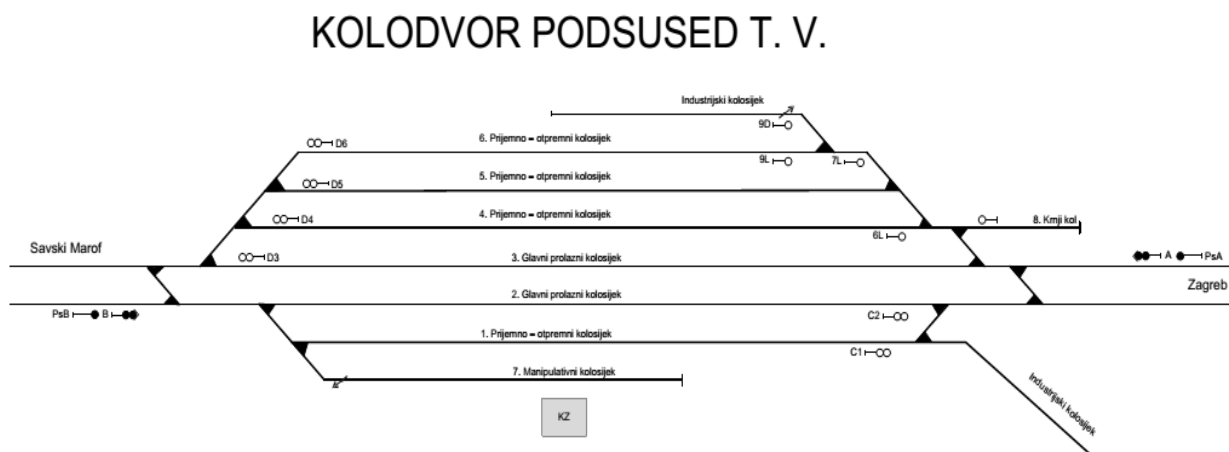 KOLODVOR PODSUSED T. V.
Industrijski kolosijek
9D
D6
6. Prijemno = otpremni kolosijek
9L
7L
D5
5. Prijemno = otpremni kolosijek
D4
4. Prijemno = otpremni kolosijek
8. Krnji kol
6L
Savski Marof
D3
3. Glavni prolazni kolosijek
A
PsA
Zagreb
2. Glavni prolazni kolosijek
PsB
B
C2
1. Prijemno = otpremni kolosijek
C1
7. Manipulativni kolosijek
Industrijski kolosijek
KZ